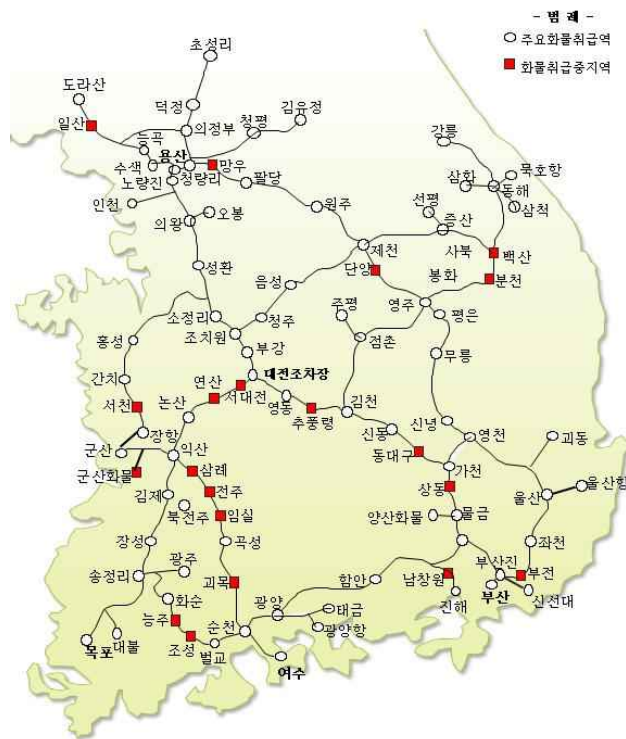 - 범 례 -
주요화물취급역
화물취급중지역
초성리
도라산
일산
덕정
의정부
능곡
청평
김유정
강릉
용산
수색
노량진
청량리
망우
팔당
인천
의왕
오봉
원주
선평
증산
삼화
묵호항
동해
삼척
성환
음성
제천
단양
사북
백산
봉화
분천
소정리
조치원
청주
주평
영주
평은
홍성
부강
점촌
무릉
간치
대전조차장
연산
서대전
영동
서천
논산
추풍령
김천
신동
신녕
영천
괴동
장항
군산
익산
군산화물
삼례
동대구
가천
김제
전주
상동
울산
울산항
북전주
임실
양산화물
물금
장성
곡성
좌천
송정리
광주
괴목
함안
남창원
부산진
부전
부산
신선대
화순
광양
태금
진해
능주
순천
광양항
목포
대불
조성
벌교
여수